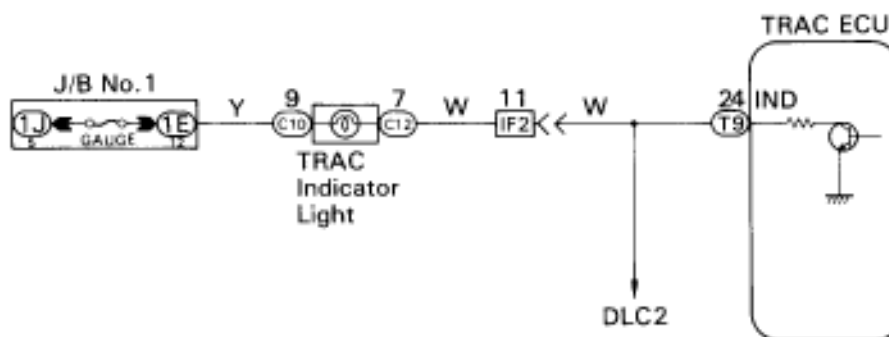 TRAC ECU
J/B No.1
9
7
11
24 IND
1J
GAUGE
1E
Y
C10
C12
W
IF2
W
T9
5
12
TRAC
Indicator
Light
DLC2